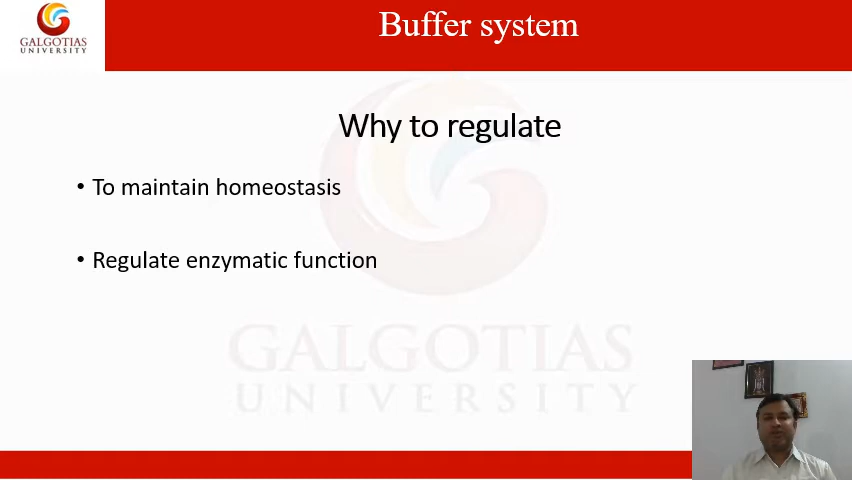 Buffer system
GALGOTIAS
UNIVERSITY
Why to regulate
• To maintain homeostasis
• Regulate enzymatic function
GALGOTIAS
UNIVERSITY